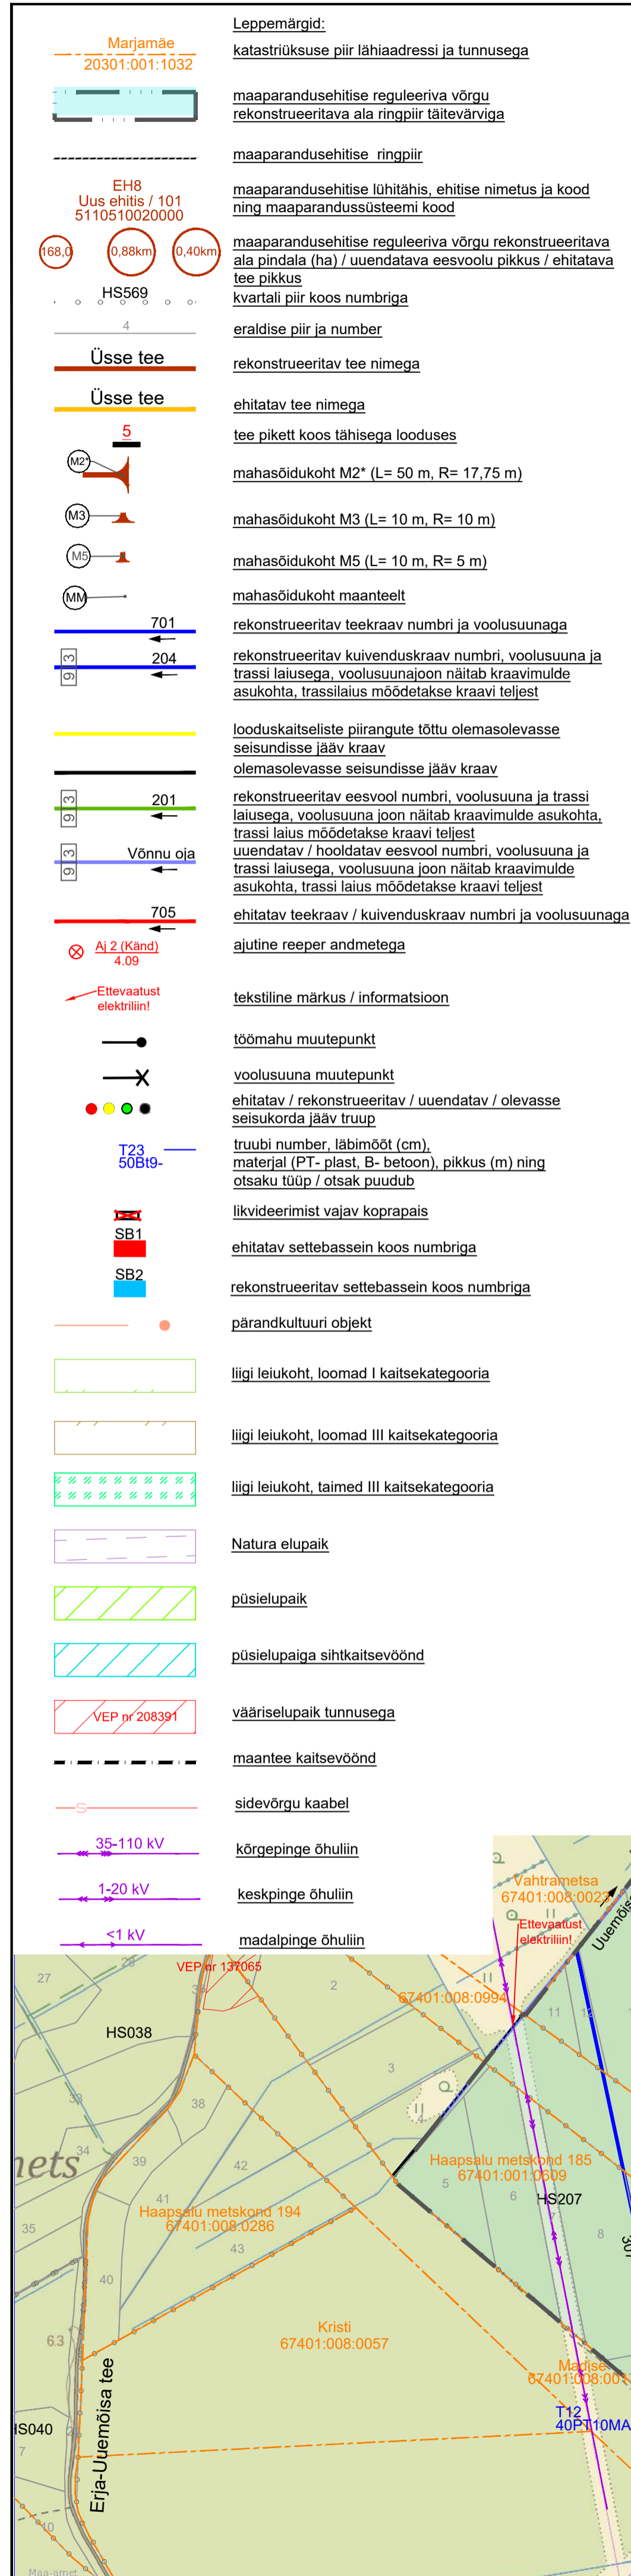 Leppemärgid:
Marjamäe
20301:001:1032
katastriüksuse piir lähiaadressi ja tunnusega
maaparandusehitise reguleeriva võrgu
rekonstrueeritava ala ringpiir täitevärviga
maaparandusehitise ringpiir
EH8
Uus ehitis / 101
5110510020000
maaparandusehitise lühitähis, ehitise nimetus ja kood
ning maaparandussüsteemi kood
168,0
0,88km
0,40km
maaparandusehitise reguleeriva võrgu rekonstrueeritava
ala pindala (ha) / uuendatava eesvoolu pikkus / ehitatava
tee pikkus
HS569
kvartali piir koos numbriga
4
eraldise piir ja number
Üsse tee
rekonstrueeritav tee nimega
Üsse tee
ehitatav tee nimega
5
tee pikett koos tähisega looduses
M2*
mahasõidukoht M2* (L= 50 m, R= 17,75 m)
M3
mahasõidukoht M3 (L= 10 m, R= 10 m)
M5
mahasõidukoht M5 (L= 10 m, R= 5 m)
MM
mahasõidukoht maanteelt
701
rekonstrueeritav teekraav numbri ja voolusuunaga
9 3
204
rekonstrueeritav kuivenduskraav numbri, voolusuuna ja
trassi laiusega, voolusuunajoon näitab kraavimulde
asukohta, trassilaius mõõdetakse kraavi teljest
looduskaitseliste piirangute tõttu olemasolevasse
seisundisse jääv kraav
olemasolevasse seisundisse jääv kraav
9 3
201
rekonstrueeritav eesvool numbri, voolusuuna ja trassi
laiusega, voolusuuna joon näitab kraavimulde asukohta,
trassi laius mõõdetakse kraavi teljest
9 3
Võnnu oja
uuendatav / hooldatav eesvool numbri, voolusuuna ja
trassi laiusega, voolusuuna joon näitab kraavimulde
asukohta, trassi laius mõõdetakse kraavi teljest
705
ehitatav teekraav / kuivenduskraav numbri ja voolusuunaga
Aj 2 (Känd)
4.09
ajutine reeper andmetega
Ettevaatust
elektriliin!
tekstiline märkus / informatsioon
töömahu muutepunkt
voolusuuna muutepunkt
ehitatav / rekonstrueeritav / uuendatav / olevasse
seisukorda jääv truup
T23
50Bt9-
truubi number, läbimõõt (cm),
materjal (PT- plast, B- betoon), pikkus (m) ning
otsaku tüüp / otsak puudub
likvideerimist vajav koprapais
SB1
ehitatav settebassein koos numbriga
SB2
rekonstrueeritav settebassein koos numbriga
pärandkultuuri objekt
liigi leiukoht, loomad I kaitsekategooria
liigi leiukoht, loomad III kaitsekategooria
liigi leiukoht, taimed III kaitsekategooria
Natura elupaik
püsielupaik
püsielupaiga sihtkaitsevöönd
VEP nr 208391
vääriselupaik tunnusega
maantee kaitsevöönd
S
sidevõrgu kaabel
35-110 kV
kõrgepinge õhuliin
1-20 kV
keskpinge õhuliin
<1 kV
madalpinge õhuliin
Vahtrametsa
67401:008:0023
Ettevaatust
elektriliin!
Uuemõisa
VEP nr 137065
28
27
2
67401:008:0994
11
HS038
38
3
33
34
nets
39
42
Haapsalu metskond 185
67401:001:0609
5
6
HS207
7
8
41
Haapsalu metskond 194
67401:008:0286
35
43
40
Kristi
67401:008:0057
6.3
Madise
67401:008:001
T12
40PT10MA
Erja-Uuemõisa tee
HS040
7
10
Maa-amet